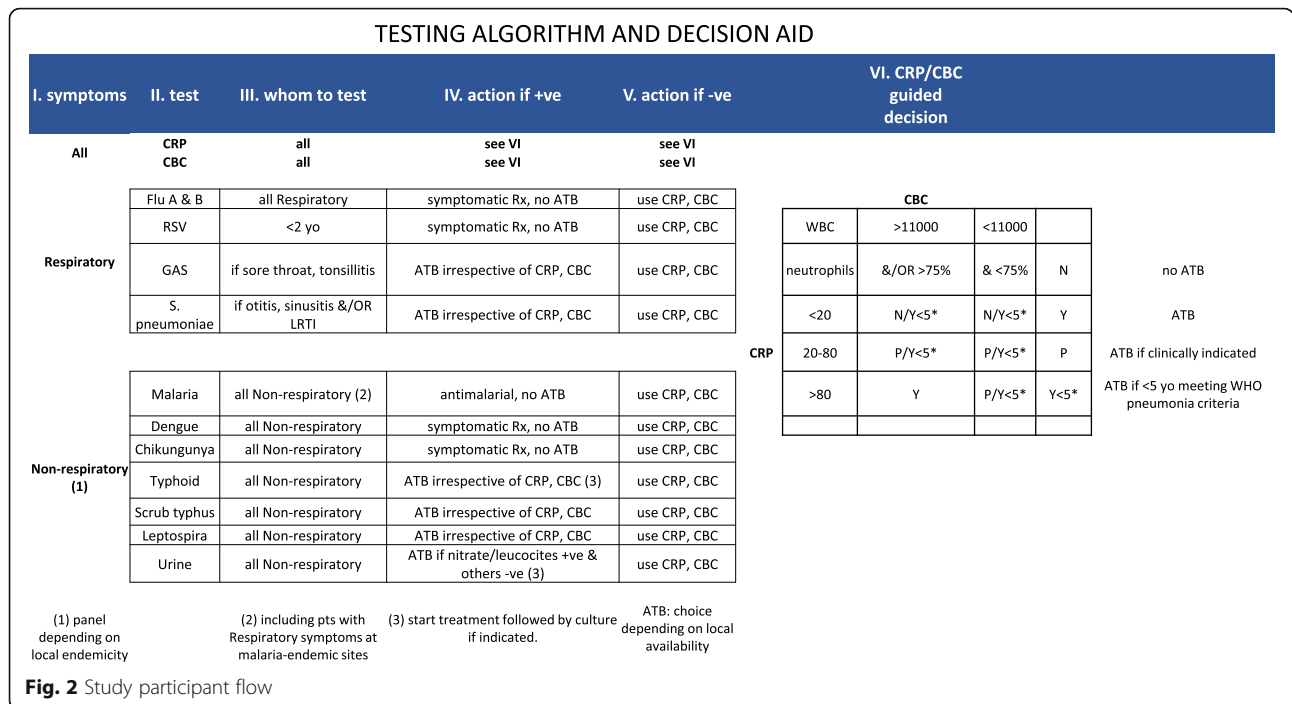 TESTING ALGORITHM AND DECISION AID
I. symptoms II. test III. whom to test IV. action if +ve V. action if -ve VI. CRP/CBC guided decision
All
CRP all see VI see VI
CBC all see VI see VI
Respiratory
Flu A & B all Respiratory symptomatic Rx, no ATB use CRP, CBC
RSV <2 yo symptomatic Rx, no ATB use CRP, CBC
GAS if sore throat, tonsillitis ATB irrespective of CRP, CBC use CRP, CBC
S. pneumoniae if otitis, sinusitis &/OR LRTI ATB irrespective of CRP, CBC use CRP, CBC
Non-respiratory (1)
Malaria all Non-respiratory (2) antimalarial, no ATB use CRP, CBC
Dengue all Non-respiratory symptomatic Rx, no ATB use CRP, CBC
Chikungunya all Non-respiratory symptomatic Rx, no ATB use CRP, CBC
Typhoid all Non-respiratory ATB irrespective of CRP, CBC (3) use CRP, CBC
Scrub typhus all Non-respiratory ATB irrespective of CRP, CBC use CRP, CBC
Leptospira all Non-respiratory ATB irrespective of CRP, CBC use CRP, CBC
Urine all Non-respiratory ATB if nitrate/leucocites +ve & others -ve (3) use CRP, CBC
CBC
WBC >11000 <11000
neutrophils &/OR >75% & <75% N no ATB
<20 N/Y<5* N/Y<5* Y ATB
CRP 20-80 P/Y<5* P/Y<5* P ATB if clinically indicated
>80 Y P/Y<5* Y<5* ATB if <5 yo meeting WHO pneumonia criteria
(1) panel depending on local endemicity
(2) including pts with Respiratory symptoms at malaria-endemic sites
(3) start treatment followed by culture if indicated.
ATB: choice depending on local availability
Fig. 2 Study participant flow